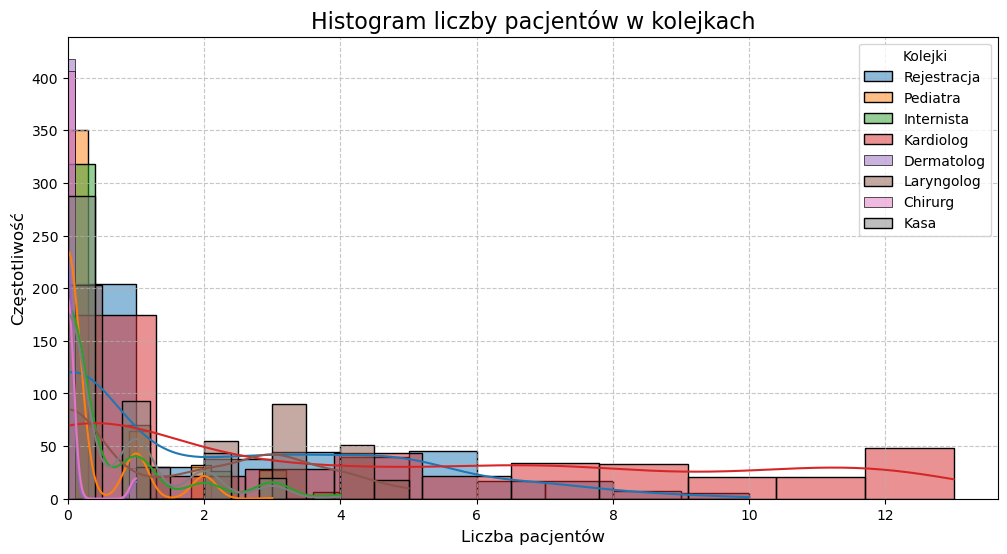 Histogram liczby pacjentów w kolejkach
Częstotliwość
400
350
300
250
200
150
100
50
0
0 2 4 6 8 10 12
Liczba pacjentów
Kolejki
Rejestracja
Pediatra
Internista
Kardiolog
Dermatolog
Laryngolog
Chirurg
Kasa